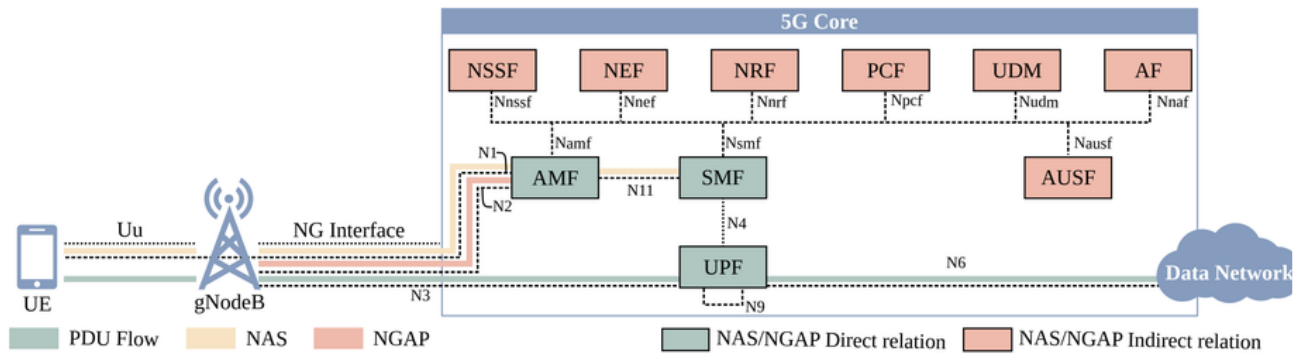 5G Core
NSSF NEF NRF PCF UDM AF
Nnssf Nnef Nnrf Npcf Nudm Nnaf
Namf Nsmf Nausf
N1
AMF SMF AUSF
N11
N2
Uu NG Interface N4
UPF N6 Data Network
UE gNodeB N3 N9
PDU Flow NAS NGAP NAS/NGAP Direct relation NAS/NGAP Indirect relation